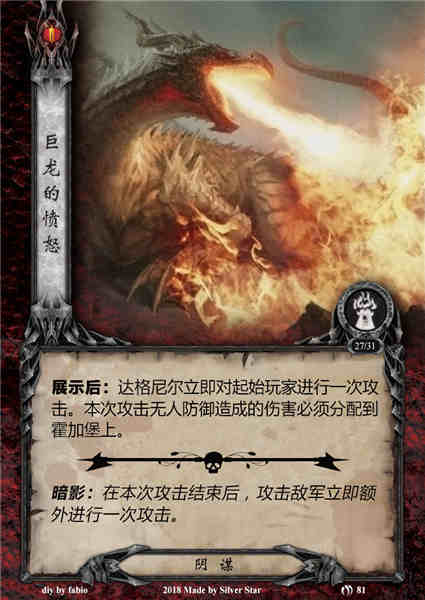 巨龙的愤怒
27/31
展示后：达格尼尔立即对起始玩家进行一次攻
击。本次攻击无人防御造成的伤害必须分配到
霍加堡上。
暗影：在本次攻击结束后，攻击敌军立即额
外进行一次攻击。
阴谋
diy by fabio
2018 Made by Silver Star
81